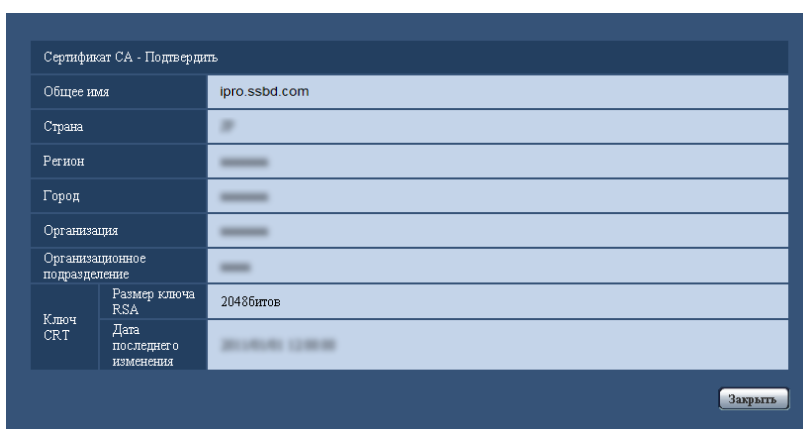 Сертификат СА - Подтвердить
Общее имя
ipro.ssbd.com
Страна
Регион
Город
Организация
Организационное
подразделение
Ключ
CRT
Размер ключа
RSA
2048битов
Дата
последнего
изменения
Закрыть